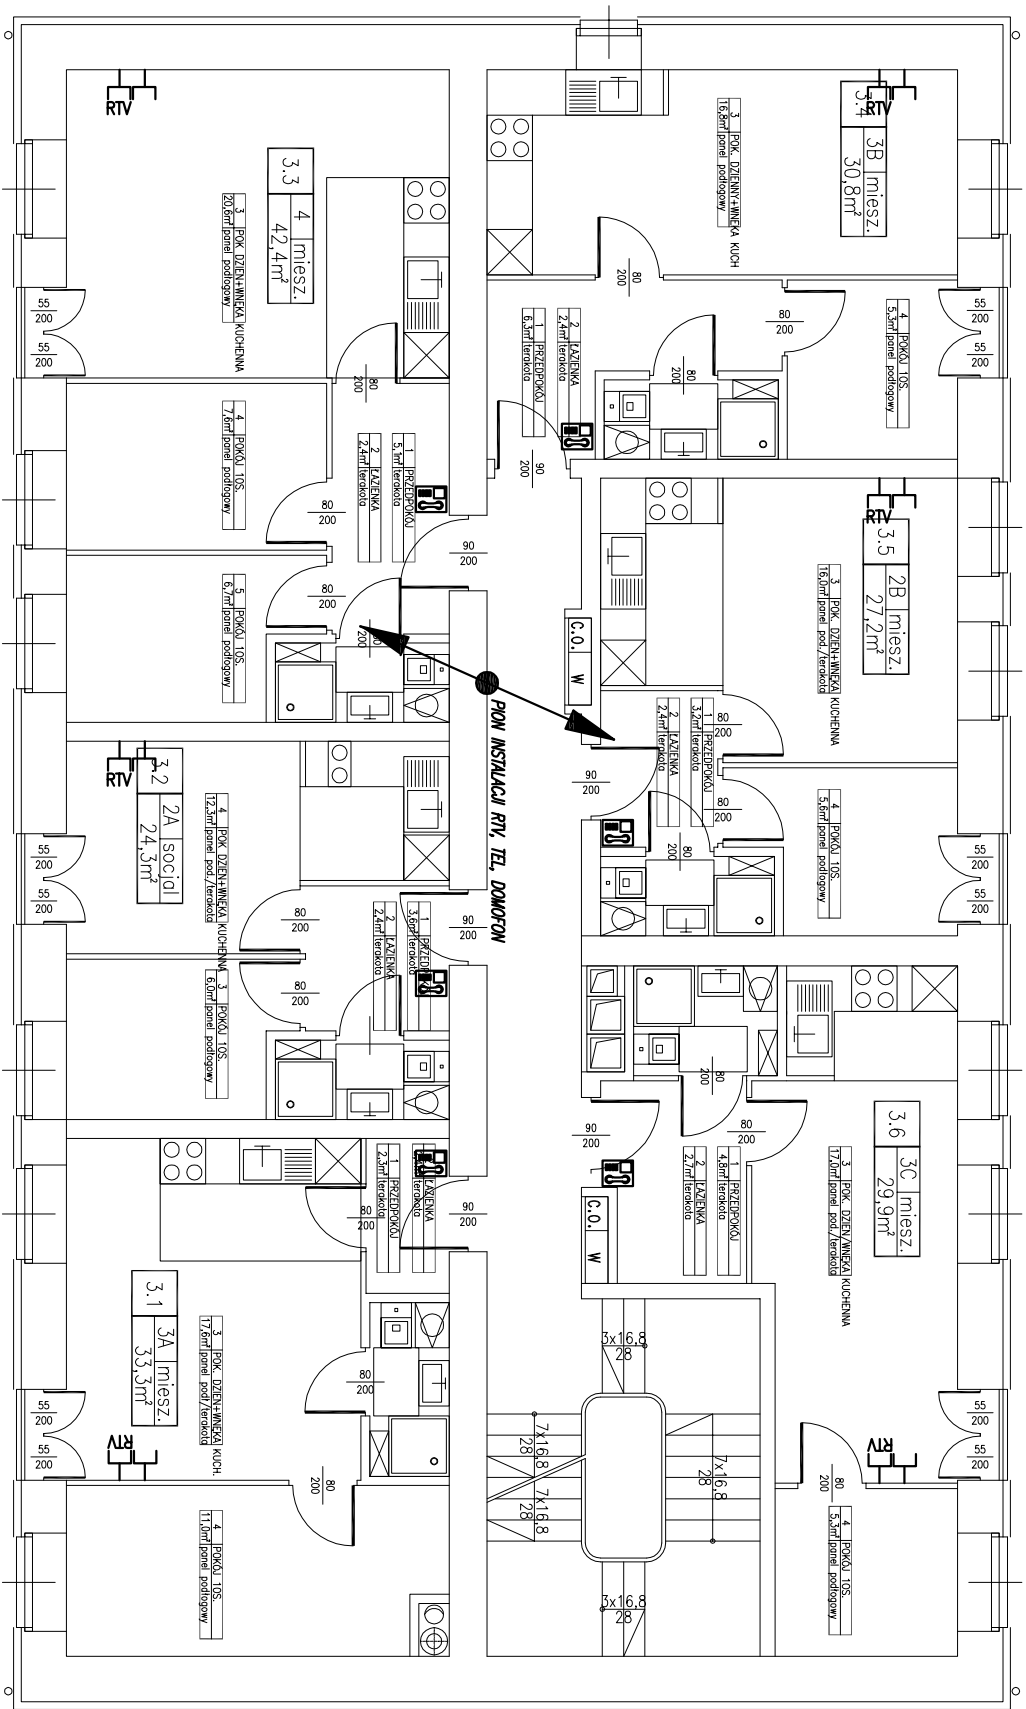 RTV
3.3
4 miesz.
42,4m²
3 POK. DZIEN+WNĘKA KUCHENNA
20,6m² panel podłogowy
4 POKÓJ 1OS.
7,6m² panel podłogowy
5 POKÓJ 1OS.
6,7m² panel podłogowy
1 PRZEDPOKÓJ
5,1m² terakota
2 ŁAZIENKA
2,4m² terakota
80
200
80
200
80
200
80
200
90
200
55
200
55
200
RTV
3.4
3B miesz.
30,8m²
3 POK. DZIENNY+WNĘKA KUCH
16,8m² panel podłogowy
4 POKÓJ 1OS.
5,3m² panel podłogowy
2 ŁAZIENKA
2,4m² terakota
1 PRZEDPOKÓJ
6,3m² terakota
80
200
80
200
80
200
90
200
55
200
55
200
RTV
3.5
2B miesz.
27,2m²
3 POK. DZIEN+WNĘKA KUCHENNA
16,0m² panel pod./terakota
4 POKÓJ 1OS.
5,6m² panel podłogowy
1 PRZEDPOKÓJ
3,2m² terakota
2 ŁAZIENKA
2,4m² terakota
80
200
80
200
80
200
90
200
55
200
55
200
C.O. W
PION INSTALACJI RTV, TEL, DOMOFON
RTV
3.2
2A socjal
24,3m²
4 POK. DZIEN+WNĘKA KUCHENNA
12,3m² panel pod./terakota
3 POKÓJ 1OS.
6,0m² panel podłogowy
1 PRZEDPOKÓJ
3,6m² terakota
2 ŁAZIENKA
2,4m² terakota
80
200
80
200
90
200
55
200
55
200
3.6
3C miesz.
29,9m²
3 POK. DZIEN/WNĘKA KUCHENNA
17,0m² panel pod./terakota
1 PRZEDPOKÓJ
4,8m² terakota
2 ŁAZIENKA
2,7m² terakota
4 POKÓJ 1OS.
5,3m² panel podłogowy
80
200
80
200
80
200
90
200
55
200
55
200
RTV
C.O. W
3.1
3A miesz.
33,3m²
3 POK. DZIEN+WNĘKA KUCH.
17,6m² panel podł/terakota
ŁAZIENKA
terakota
1 PRZEDPOKÓJ
2,3m² terakota
4 POKÓJ 1OS.
11,0m² panel podłogowy
80
200
80
200
80
200
90
200
55
200
55
200
RTV
3x16,8
28
7x16,8
28
7x16,8
28
7x16,8
28
3x16,8
28